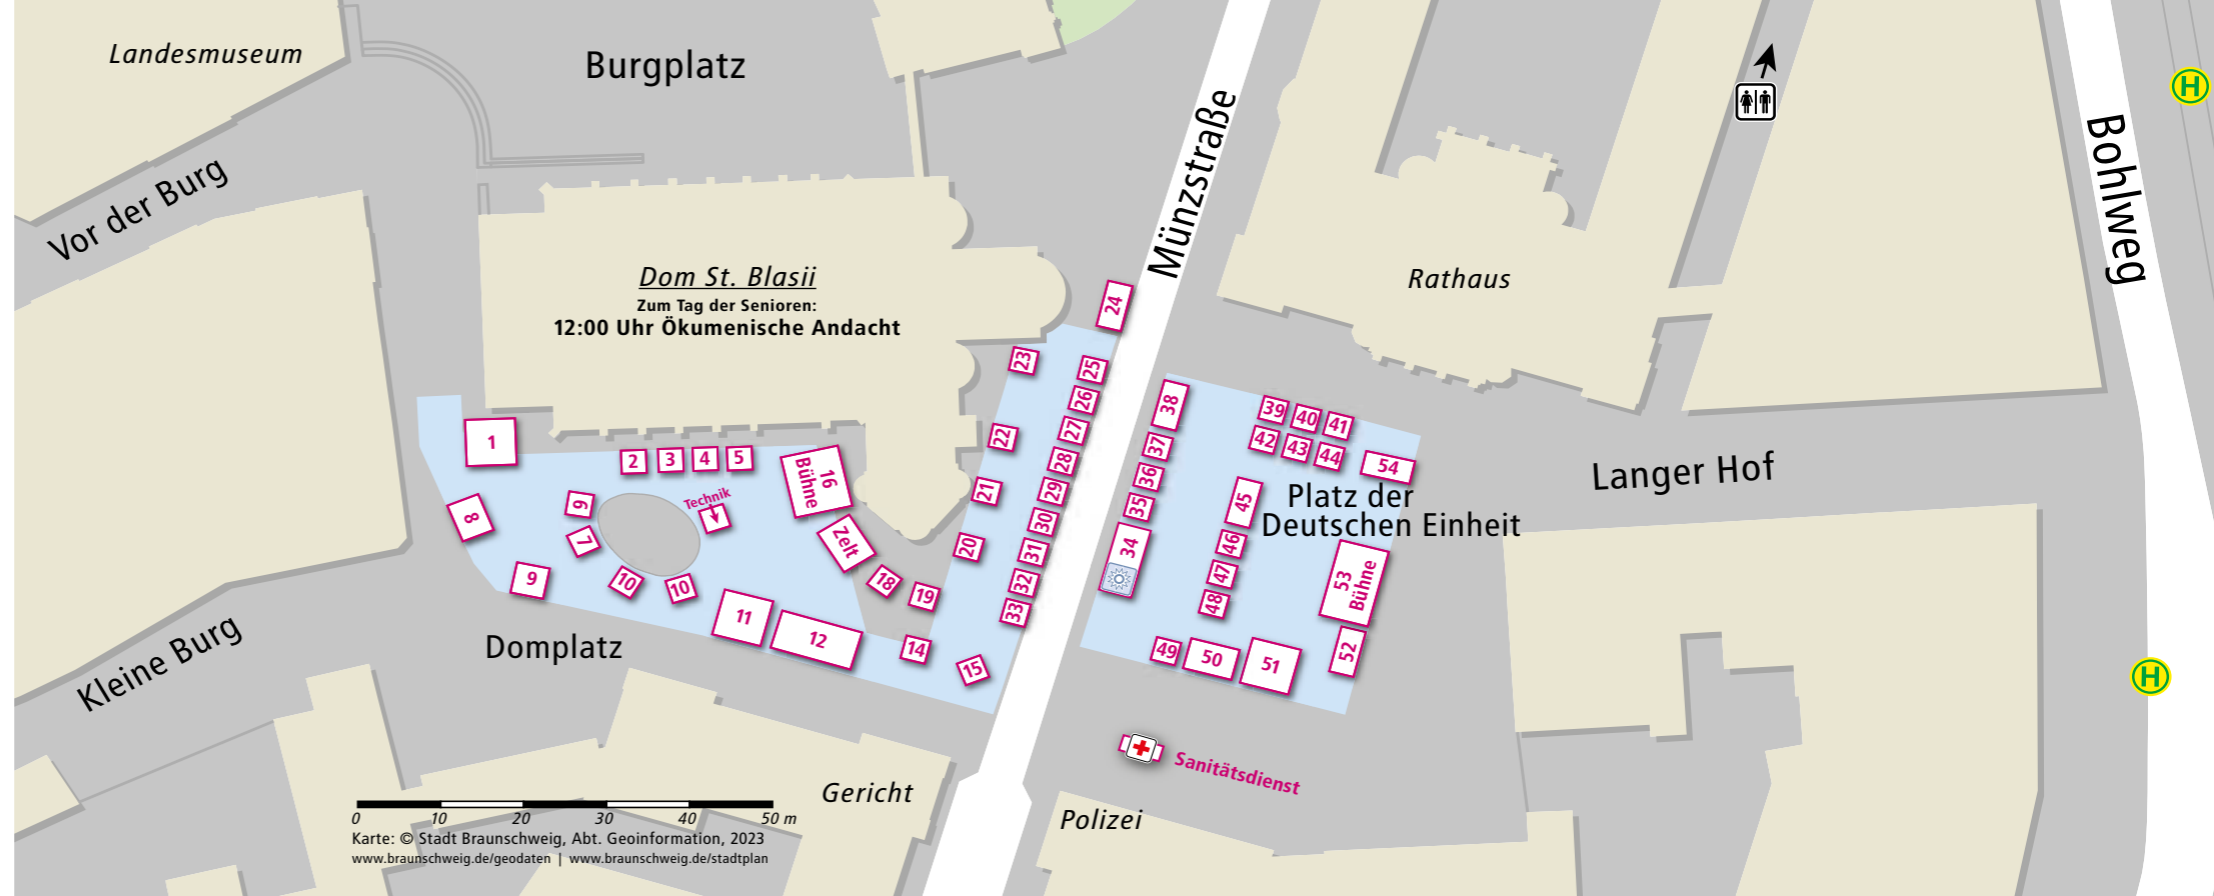 Landesmuseum
Burgplatz
Vor der Burg
Münzstraße
Bohlweg
H
Dom St. Blasii
Zum Tag der Senioren:
12:00 Uhr Ökumenische Andacht
Rathaus
24
23
25
26
27
28
29
30
31
32
33
22
21
20
38
37
36
35
34
39
40
41
42
43
44
54
45
46
47
48
Platz der
Deutschen Einheit
Langer Hof
53
Bühne
52
49
50
51
1
2
3
4
5
Technik
16
Bühne
Zelt
18
19
8
6
7
9
10
10
11
12
14
15
Domplatz
Kleine Burg
H
Sanitätsdienst
Gericht
Polizei
0 10 20 30 40 50 m
Karte: © Stadt Braunschweig, Abt. Geoinformation, 2023
www.braunschweig.de/geodaten | www.braunschweig.de/stadtplan